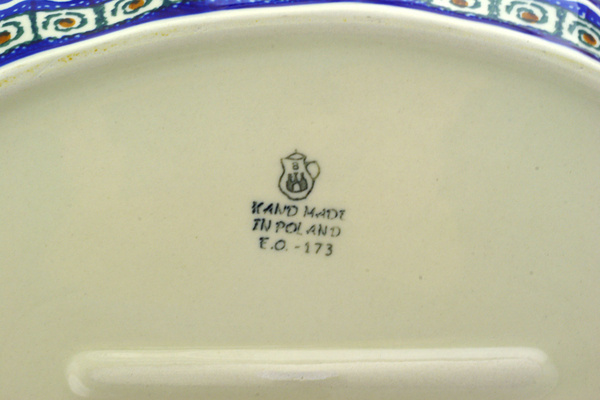 B
HAND MADE
IN POLAND
E.O. - 173